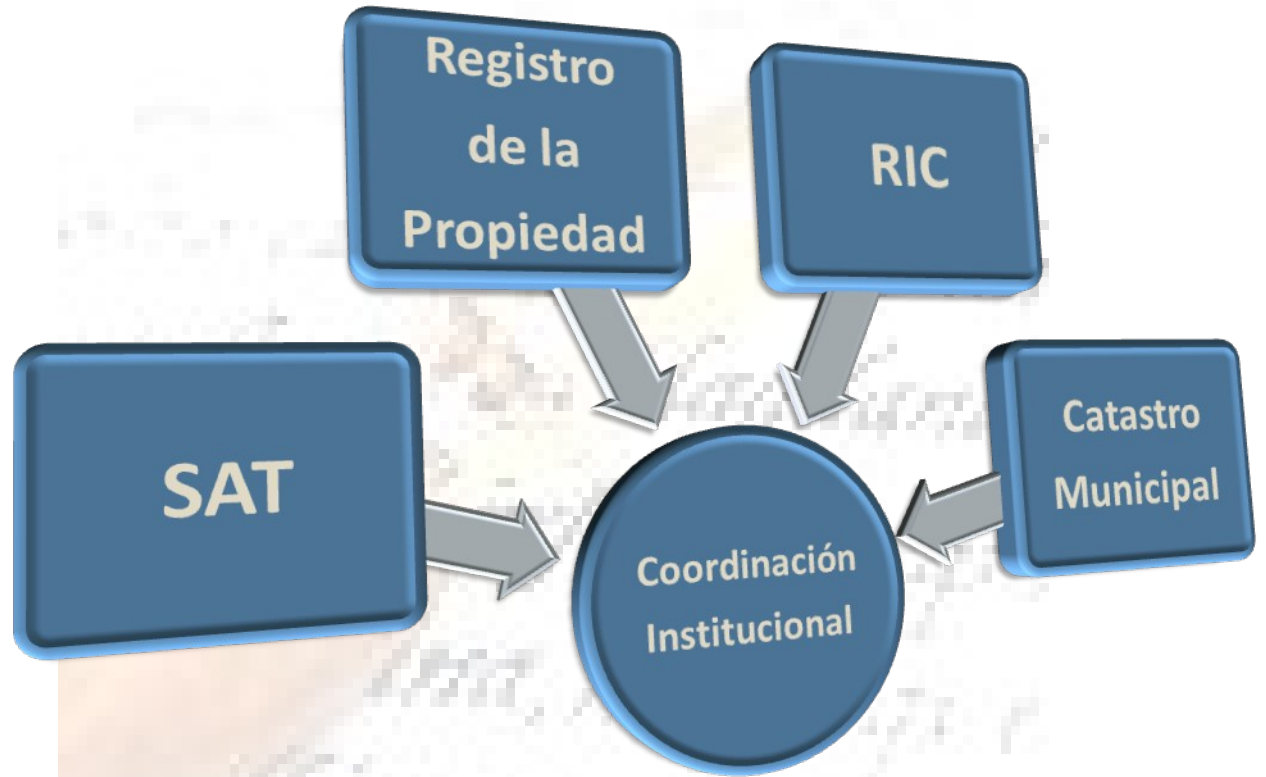 Registro
de la
Propiedad
RIC
SAT
Catastro
Municipal
Coordinación
Institucional